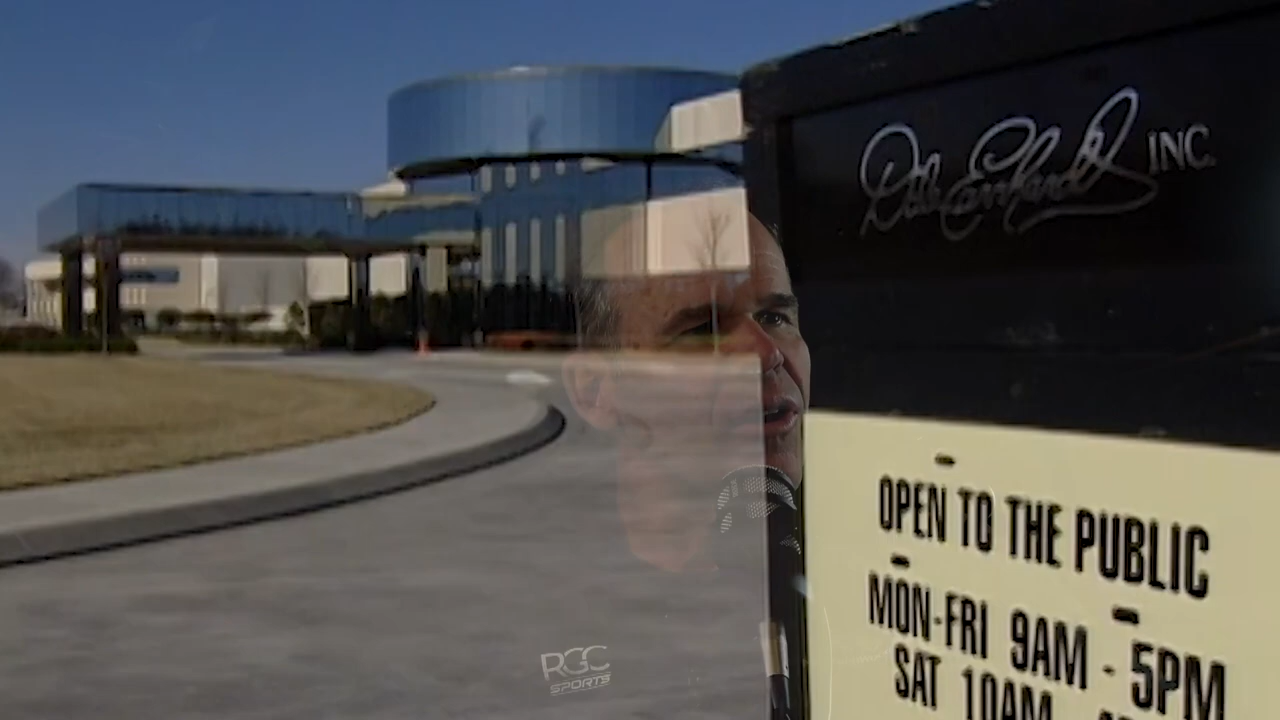 Dale Earnhardt INC.
OPEN TO THE PUBLIC
MON-FRI 9AM - 5PM
SAT 10AM
RGC
SPORTS